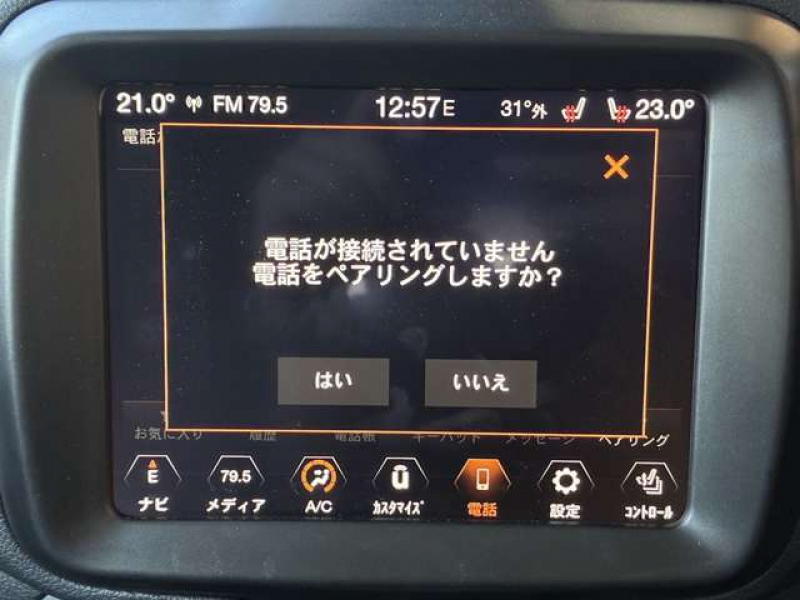 21.0° FM 79.5 12:57E 31°外 23.0°
電話
電話が接続されていません
電話をペアリングしますか？
はい いいえ
お気に入り 履歴 電話帳 キーパッド メッセージ ペアリング
E 79.5
ナビ メディア A/C ｶｽﾀﾏｲｽﾞ 電話 設定 ｺﾝﾄﾛｰﾙ